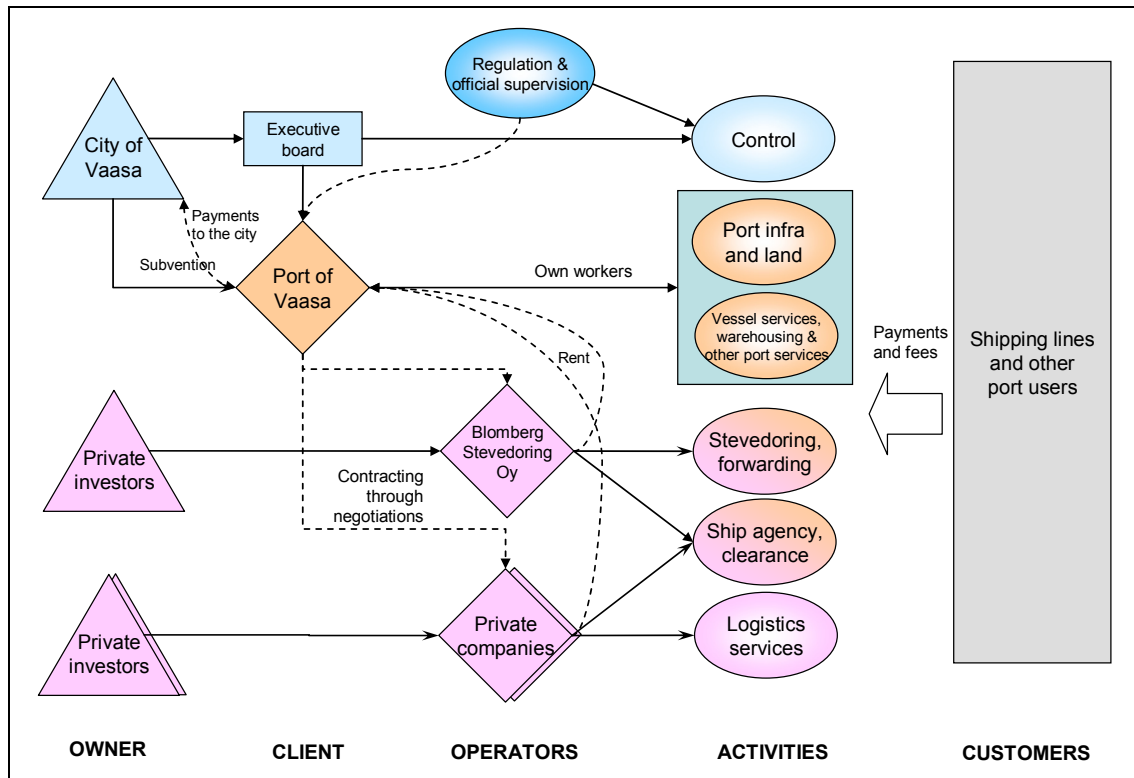 Regulation &
official supervision
City of
Vaasa
Executive
board
Control
Payments
to the city
Subvention
Port of
Vaasa
Own workers
Port infra
and land
Vessel services,
warehousing &
other port services
Rent
Payments
and fees
Shipping lines
and other
port users
Private
investors
Blomberg
Stevedoring
Oy
Stevedoring,
forwarding
Contracting
through
negotiations
Ship agency,
clearance
Private
investors
Private
companies
Logistics
services
OWNER
CLIENT
OPERATORS
ACTIVITIES
CUSTOMERS